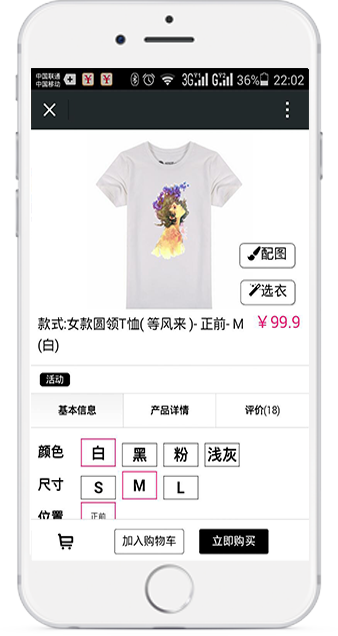 中国联通
中国移动
3G
G
36%
22:02
配图
选衣
款式:女款圆领T恤( 等风来 )- 正前- M
(白)
￥99.9
活动
基本信息 产品详情 评价(18)
颜色 白 黑 粉 浅灰
尺寸 S M L
位置 正前
加入购物车 立即购买